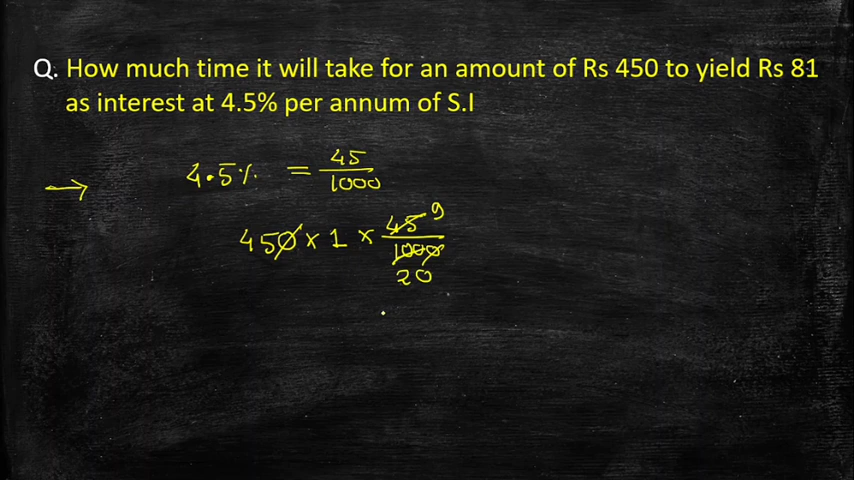 Q. How much time it will take for an amount of Rs 450 to yield Rs 81
as interest at 4.5% per annum of S.I
→ 4.5% = 45/1000
450 × 1 × 45/1000 9
20